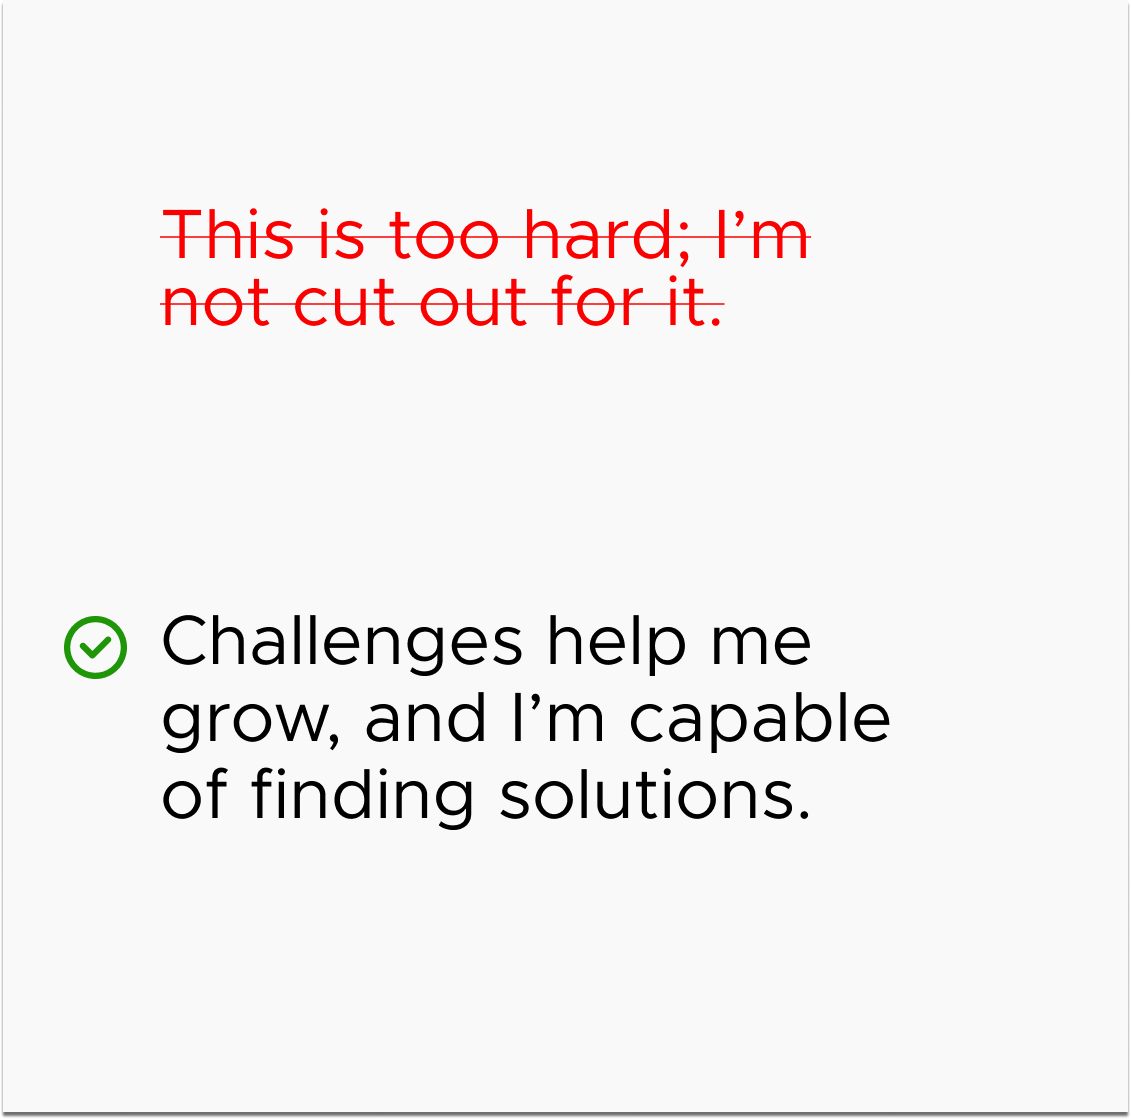 This is too hard; I’m
not cut out for it.
Challenges help me
grow, and I’m capable
of finding solutions.